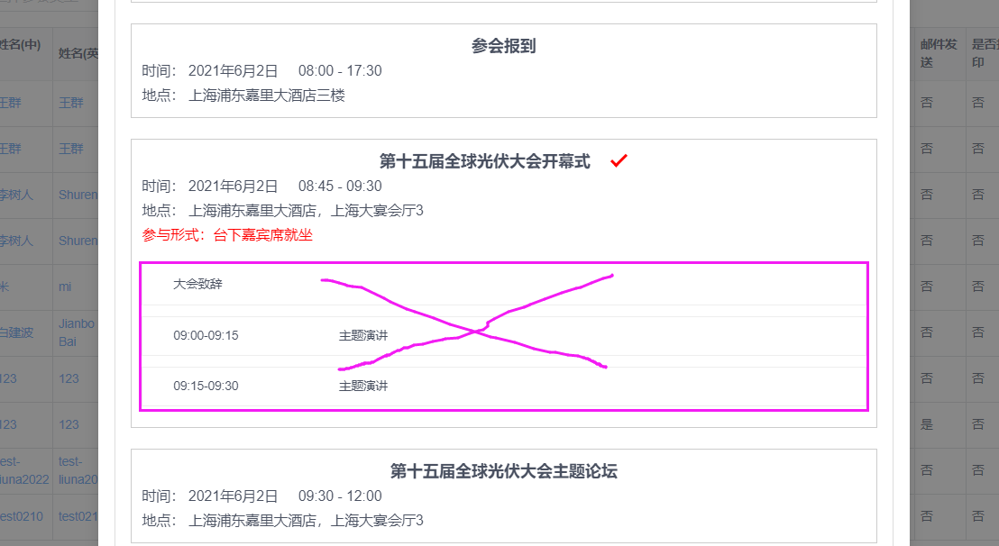 参会报到
时间： 2021年6月2日 08:00 - 17:30
地点： 上海浦东嘉里大酒店三楼
第十五届全球光伏大会开幕式
时间： 2021年6月2日 08:45 - 09:30
地点： 上海浦东嘉里大酒店，上海大宴会厅3
参与形式：台下嘉宾席就坐
大会致辞
09:00-09:15 主题演讲
09:15-09:30 主题演讲
第十五届全球光伏大会主题论坛
时间： 2021年6月2日 09:30 - 12:00
地点： 上海浦东嘉里大酒店，上海大宴会厅3
姓名(中) 姓名(英 邮件发送 是否
印
王群 王群 否 否
王群 王群 否 否
李树人 Shuren 否 否
李树人 Shuren 否 否
米 mi 否 否
白建波 Jianbo Bai 否 否
123 123 否 否
123 123 是 否
test-liuna2022 test-liuna20 否 否
test0210 test021 否 否